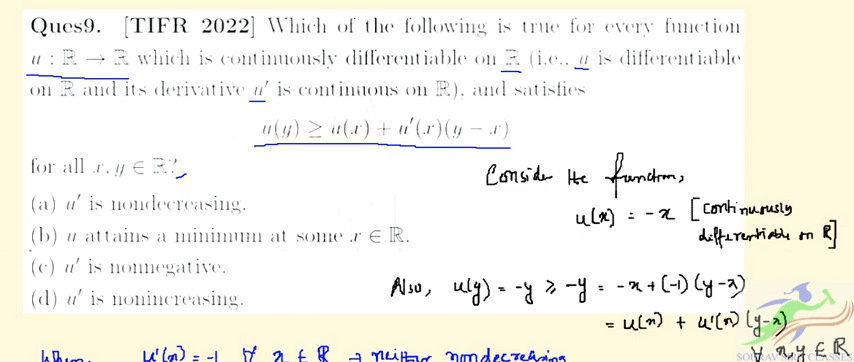 Ques9. [TIFR 2022] Which of the following is true for every function
u : ℝ → ℝ which is continuously differentiable on ℝ (i.e., u is differentiable
on ℝ and its derivative u' is continuous on ℝ), and satisfies
u(y) ≥ u(x) + u'(x)(y − x)
for all x, y ∈ ℝ?
(a) u' is nondecreasing.
(b) u attains a minimum at some x ∈ ℝ.
(c) u' is nonnegative.
(d) u' is nonincreasing.
Consider the function,
u(x) = -x [continuously
differentiable on ℝ]
Also, u(y) = -y ≥ -y = -x + (-1) (y-x)
= u(x) + u'(x) (y-x)
∀ x, y ∈ ℝ
u'(x) = -1 ∀ x ∈ ℝ → neither nondecreasing